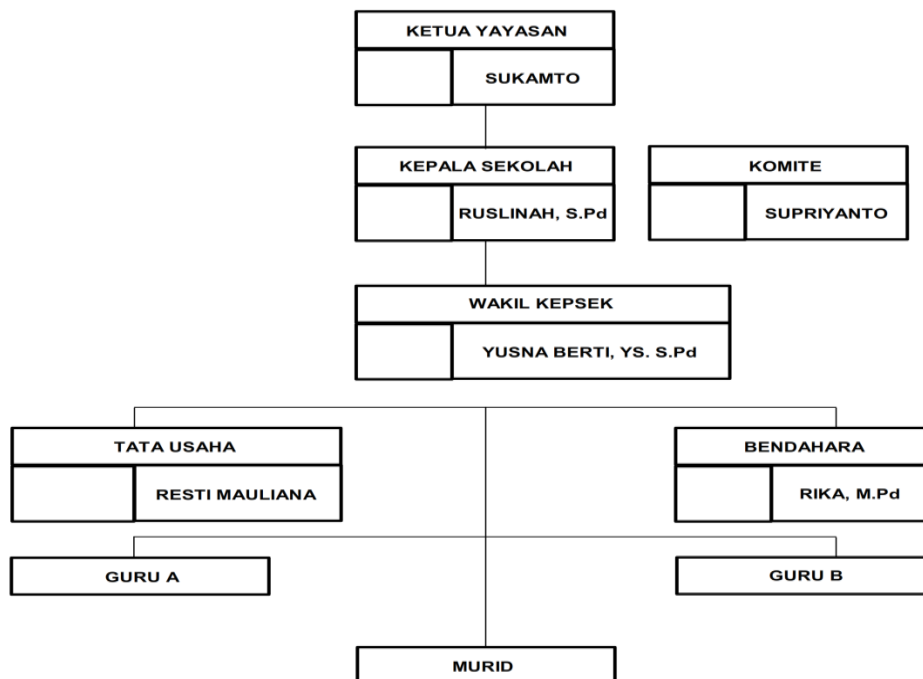 KETUA YAYASAN
SUKAMTO
KEPALA SEKOLAH
RUSLINAH, S.Pd
KOMITE
SUPRIYANTO
WAKIL KEPSEK
YUSNA BERTI, YS. S.Pd
TATA USAHA
RESTI MAULIANA
BENDAHARA
RIKA, M.Pd
GURU A
GURU B
MURID